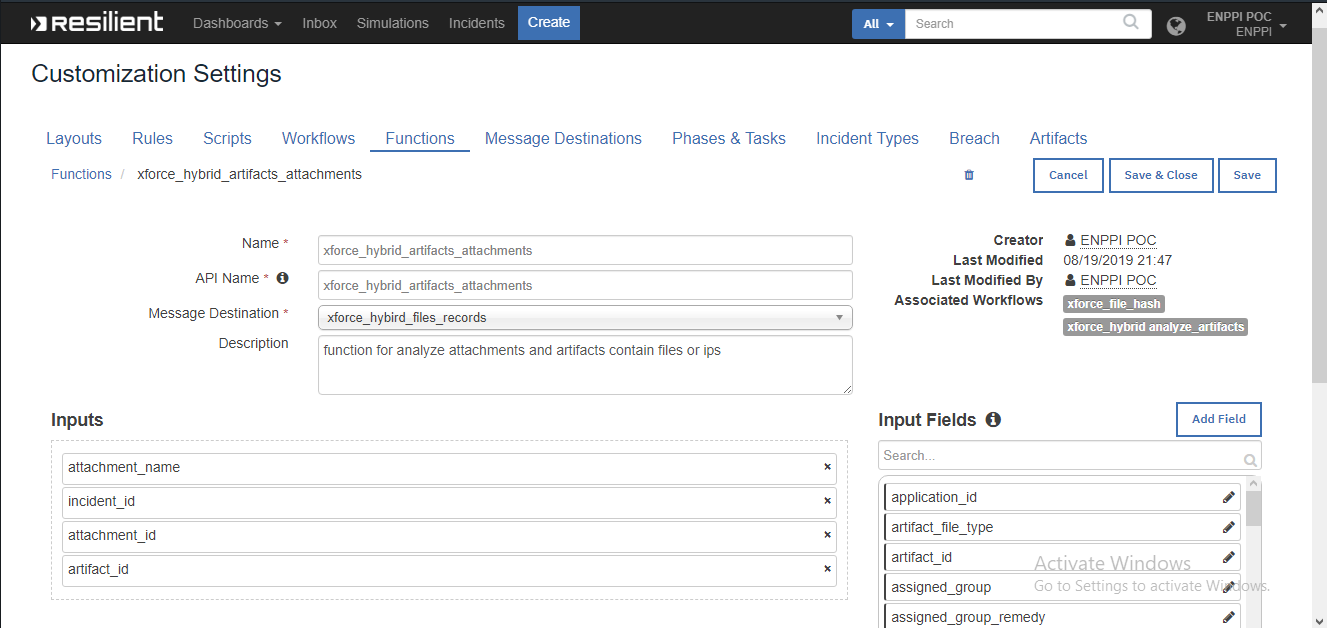 resilient Dashboards Inbox Simulations Incidents Create All Search ENPPI POC
ENPPI
Customization Settings
Layouts Rules Scripts Workflows Functions Message Destinations Phases & Tasks Incident Types Breach Artifacts
Functions / xforce_hybrid_artifacts_attachments Cancel Save & Close Save
Name * xforce_hybrid_artifacts_attachments
API Name * xforce_hybrid_artifacts_attachments
Message Destination * xforce_hybird_files_records
Description function for analyze attachments and artifacts contain files or ips
Creator ENPPI POC
Last Modified 08/19/2019 21:47
Last Modified By ENPPI POC
Associated Workflows xforce_file_hash
xforce_hybrid analyze_artifacts
Inputs
attachment_name ×
incident_id ×
attachment_id ×
artifact_id ×
Input Fields Add Field
Search...
application_id
artifact_file_type
artifact_id
assigned_group
assigned_group_remedy
Activate Windows
Go to Settings to activate Windows.